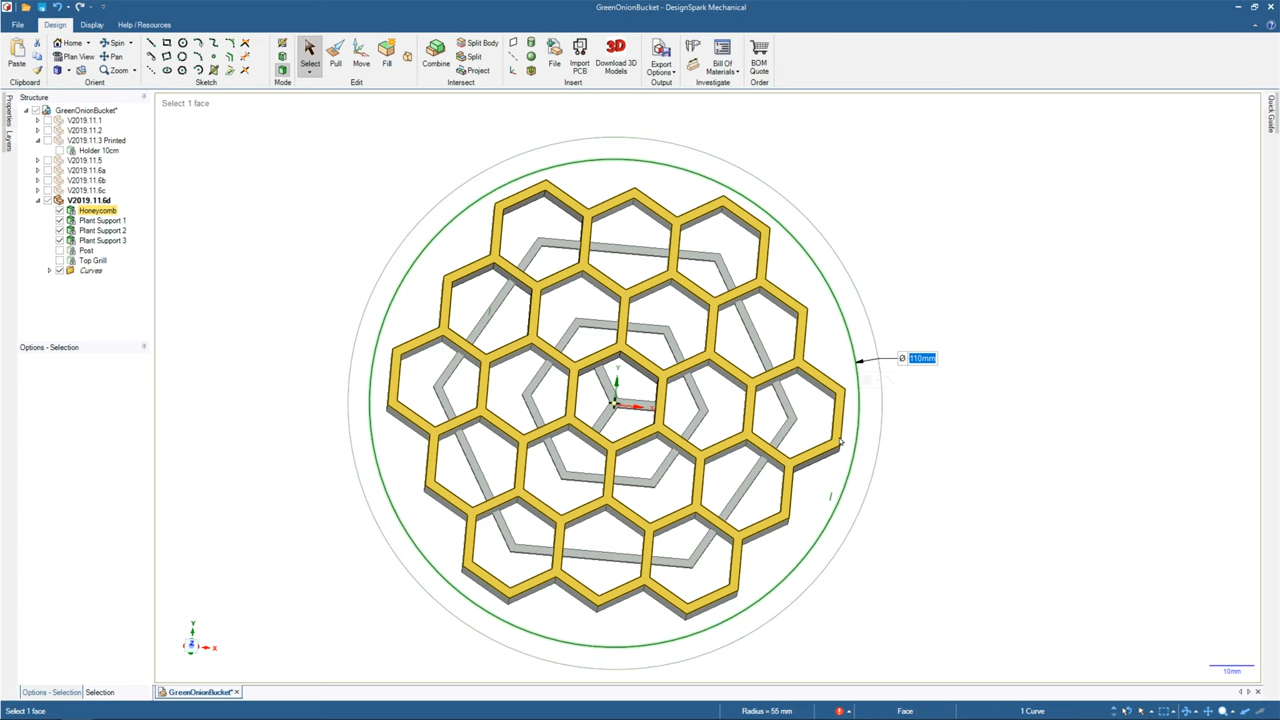 GreenOnionBucket - DesignSpark Mechanical
File Design Display Help / Resources
Home Spin
Plan View Pan
Zoom
Paste
Select Pull Move Fill
Combine
Split Body
Split
Project
File Import PCB Download 3D Models
Export Options
Bill Of Materials
BOM Quote
Clipboard Orient Sketch Mode Edit Intersect Insert Output Investigate Order
Properties
Layers
Structure
GreenOnionBucket*
V2019.11.1
V2019.11.2
V2019.11.3 Printed
Holder 10cm
V2019.11.5
V2019.11.6a
V2019.11.6b
V2019.11.6c
V2019.11.6d
Honeycomb
Plant Support 1
Plant Support 2
Plant Support 3
Post
Top Grill
Curves
Options - Selection
Select 1 face
Quick Guide
Ø 110mm
Y
X
Y
Z
X
10mm
Options - Selection Selection
GreenOnionBucket*
Select 1 face
Radius = 55 mm
Face
1 Curve